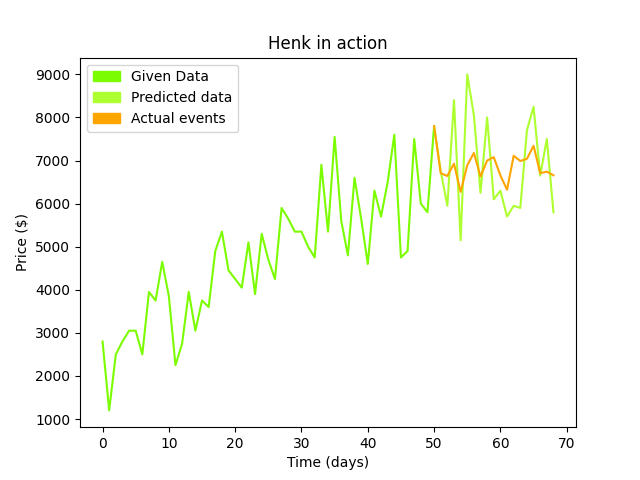 Henk in action
Given Data
Predicted data
Actual events
Price ($)
9000
8000
7000
6000
5000
4000
3000
2000
1000
0 10 20 30 40 50 60 70
Time (days)